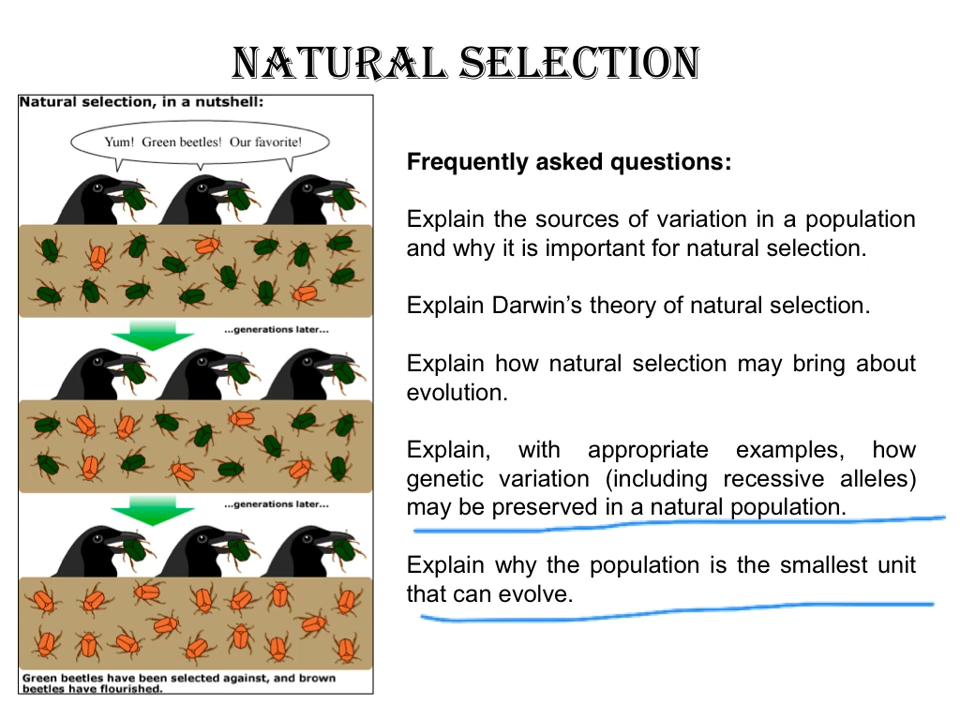 NATURAL SELECTION
Natural selection, in a nutshell:
Yum! Green beetles! Our favorite!
...generations later...
...generations later...
Green beetles have been selected against, and brown
beetles have flourished.
Frequently asked questions:
Explain the sources of variation in a population
and why it is important for natural selection.
Explain Darwin’s theory of natural selection.
Explain how natural selection may bring about
evolution.
Explain, with appropriate examples, how
genetic variation (including recessive alleles)
may be preserved in a natural population.
Explain why the population is the smallest unit
that can evolve.